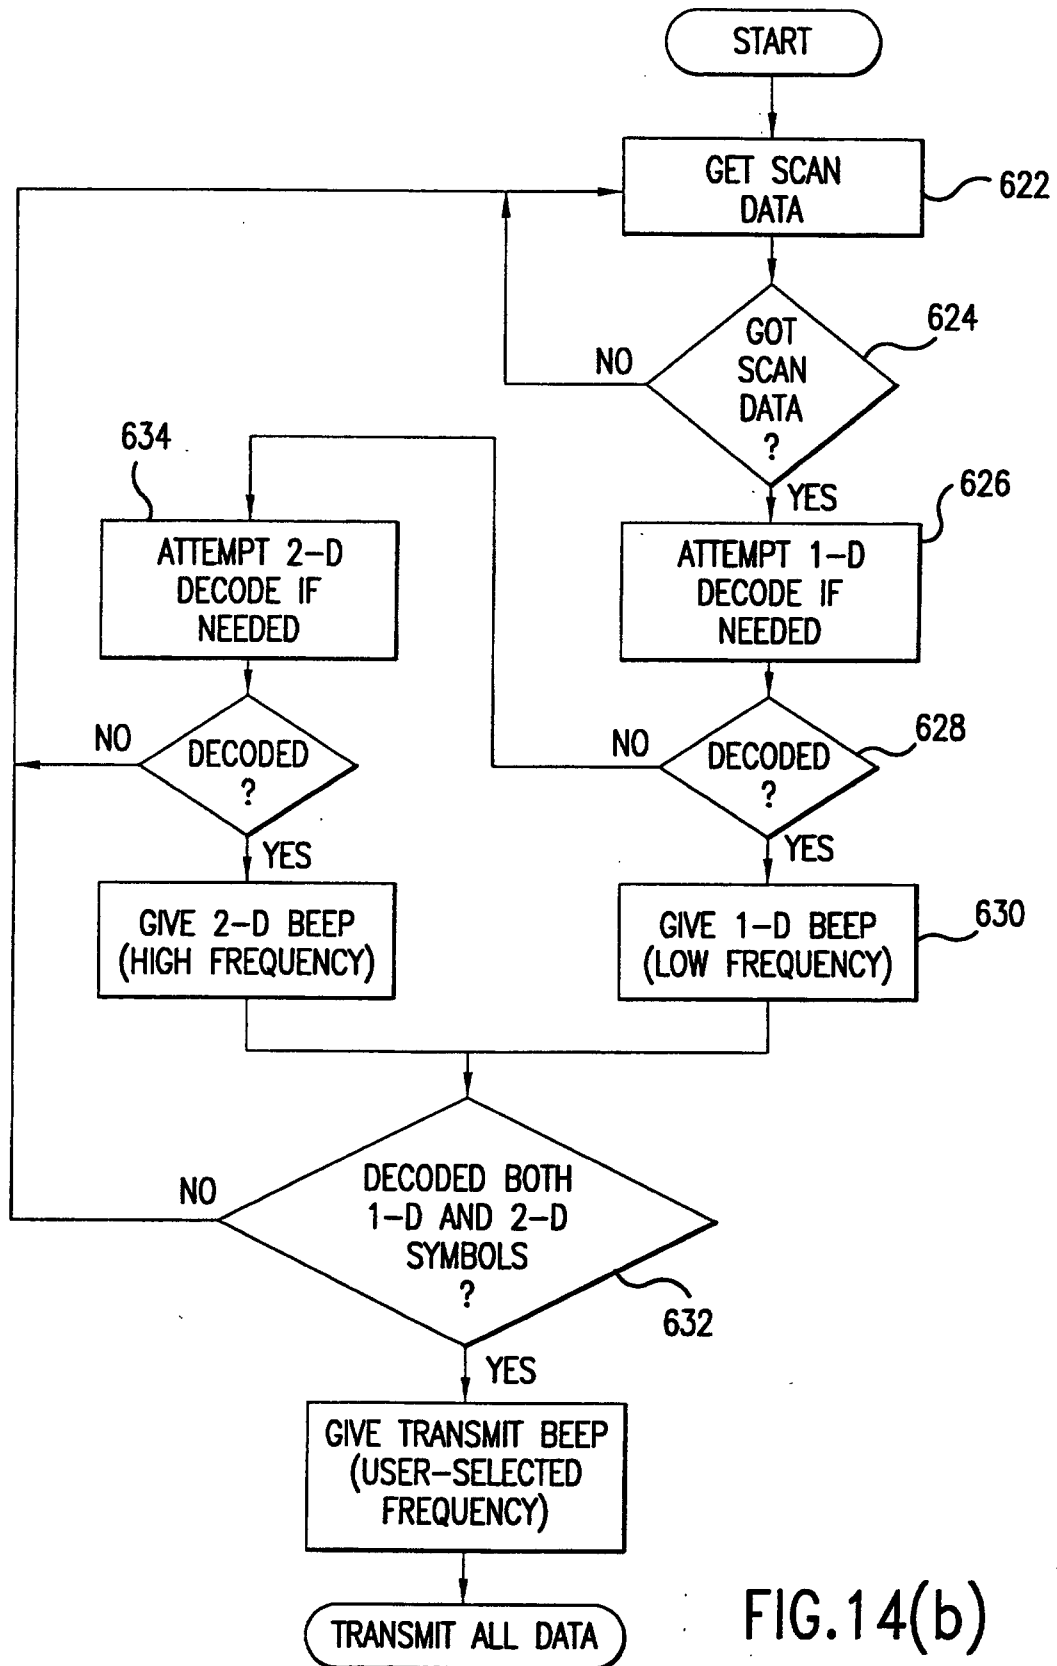 START
GET SCAN
DATA
622
GOT
SCAN
DATA
?
624
NO
YES
634
626
ATTEMPT 2-D
DECODE IF
NEEDED
ATTEMPT 1-D
DECODE IF
NEEDED
NO
DECODED
?
NO
DECODED
?
628
YES
YES
GIVE 2-D BEEP
(HIGH FREQUENCY)
GIVE 1-D BEEP
(LOW FREQUENCY)
630
NO
DECODED BOTH
1-D AND 2-D
SYMBOLS
?
632
YES
GIVE TRANSMIT BEEP
(USER-SELECTED
FREQUENCY)
TRANSMIT ALL DATA
FIG.14(b)